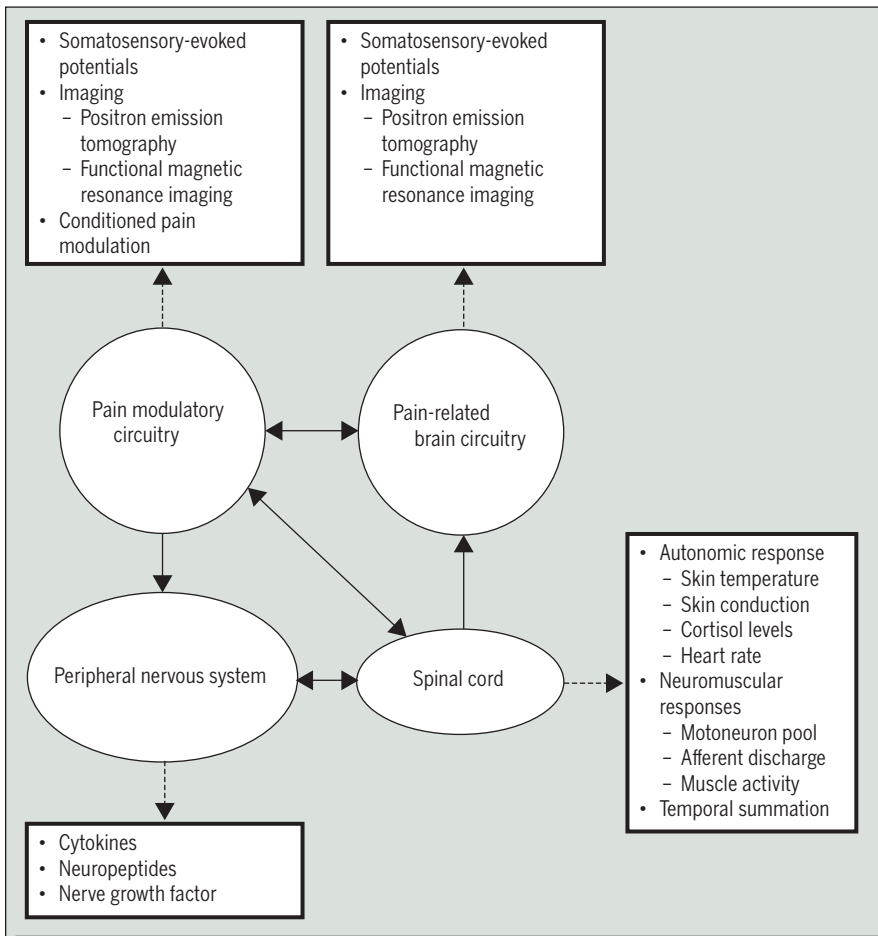 • Somatosensory-evoked
potentials
• Imaging
– Positron emission
tomography
– Functional magnetic
resonance imaging
• Conditioned pain
modulation
• Somatosensory-evoked
potentials
• Imaging
– Positron emission
tomography
– Functional magnetic
resonance imaging
Pain modulatory
circuitry
Pain-related
brain circuitry
Peripheral nervous system
Spinal cord
• Autonomic response
– Skin temperature
– Skin conduction
– Cortisol levels
– Heart rate
• Neuromuscular
responses
– Motoneuron pool
– Afferent discharge
– Muscle activity
• Temporal summation
• Cytokines
• Neuropeptides
• Nerve growth factor